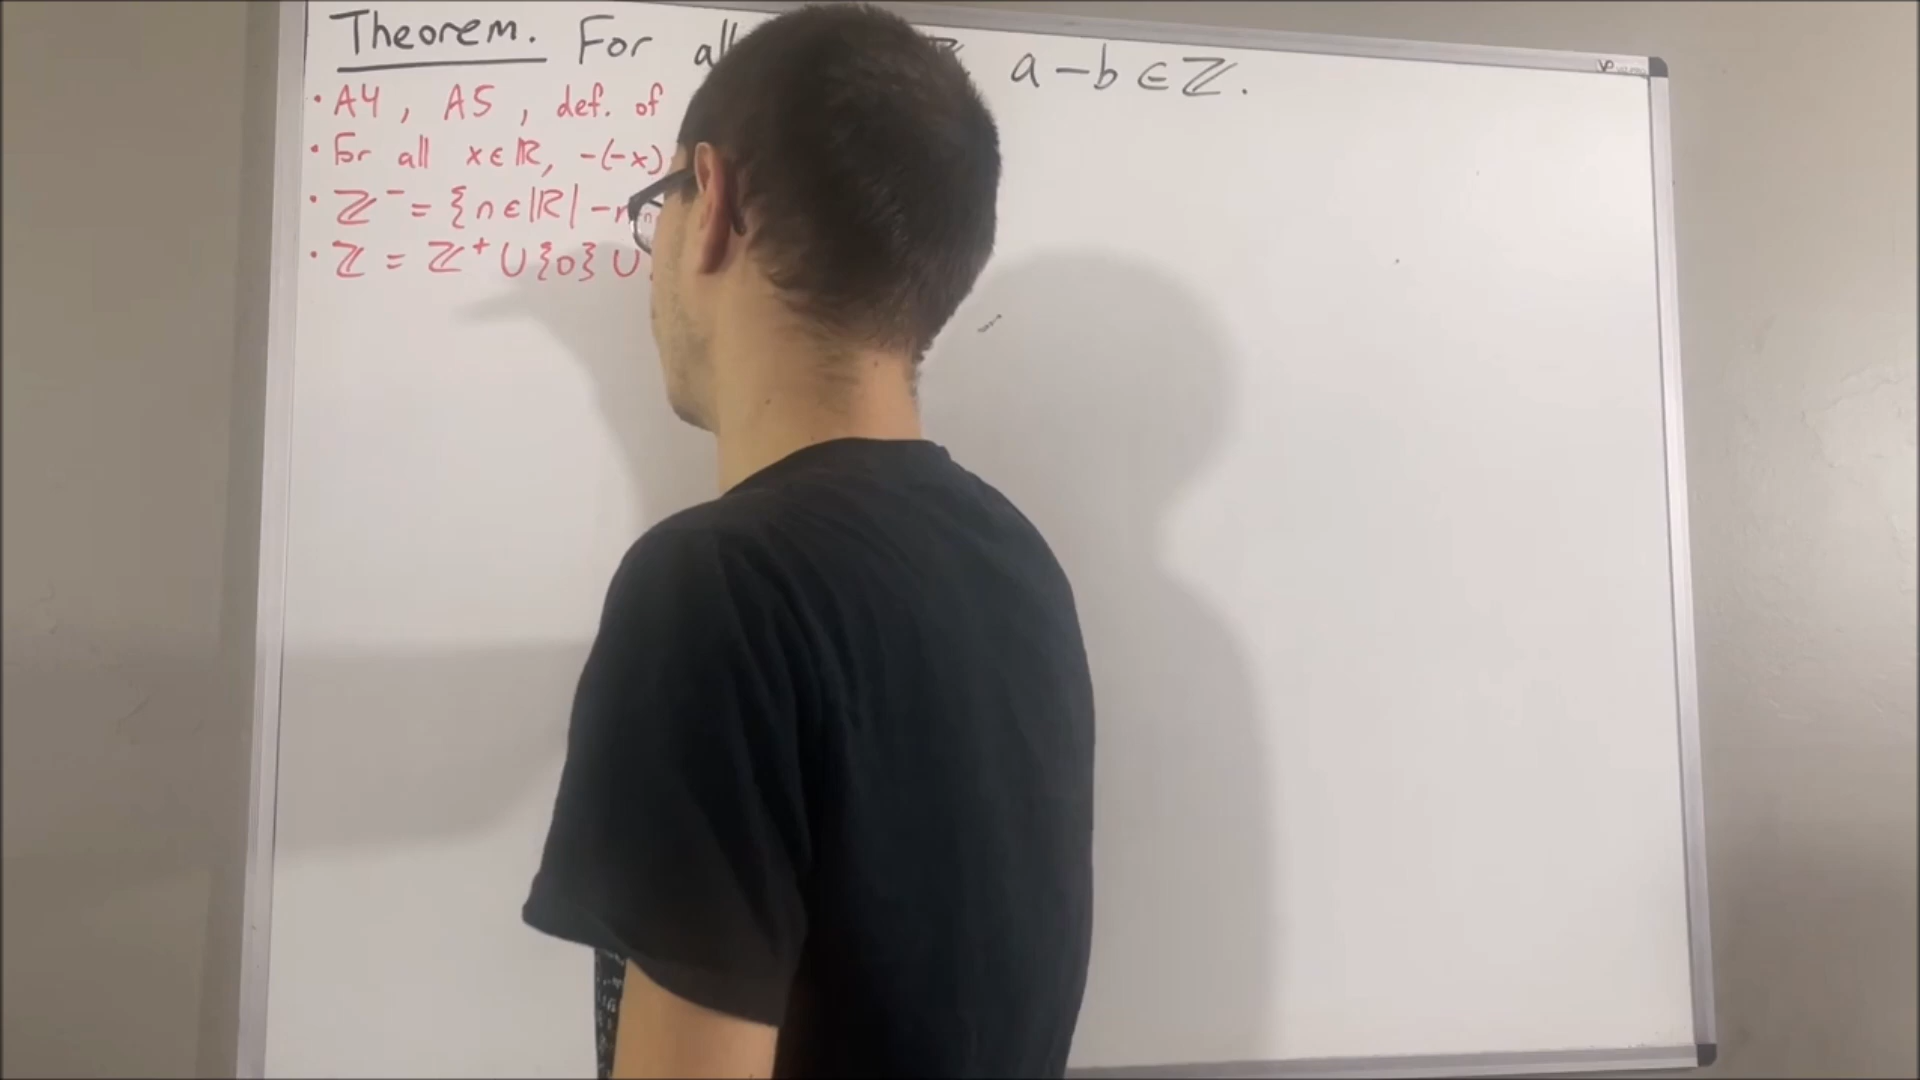 Theorem. For all a-b∈ℤ.
• A4, A5, def. of
• For all x∈ℝ, -(-x)
• ℤ⁻ = {n∈ℝ| -n
• ℤ = ℤ⁺ ∪ {0} ∪